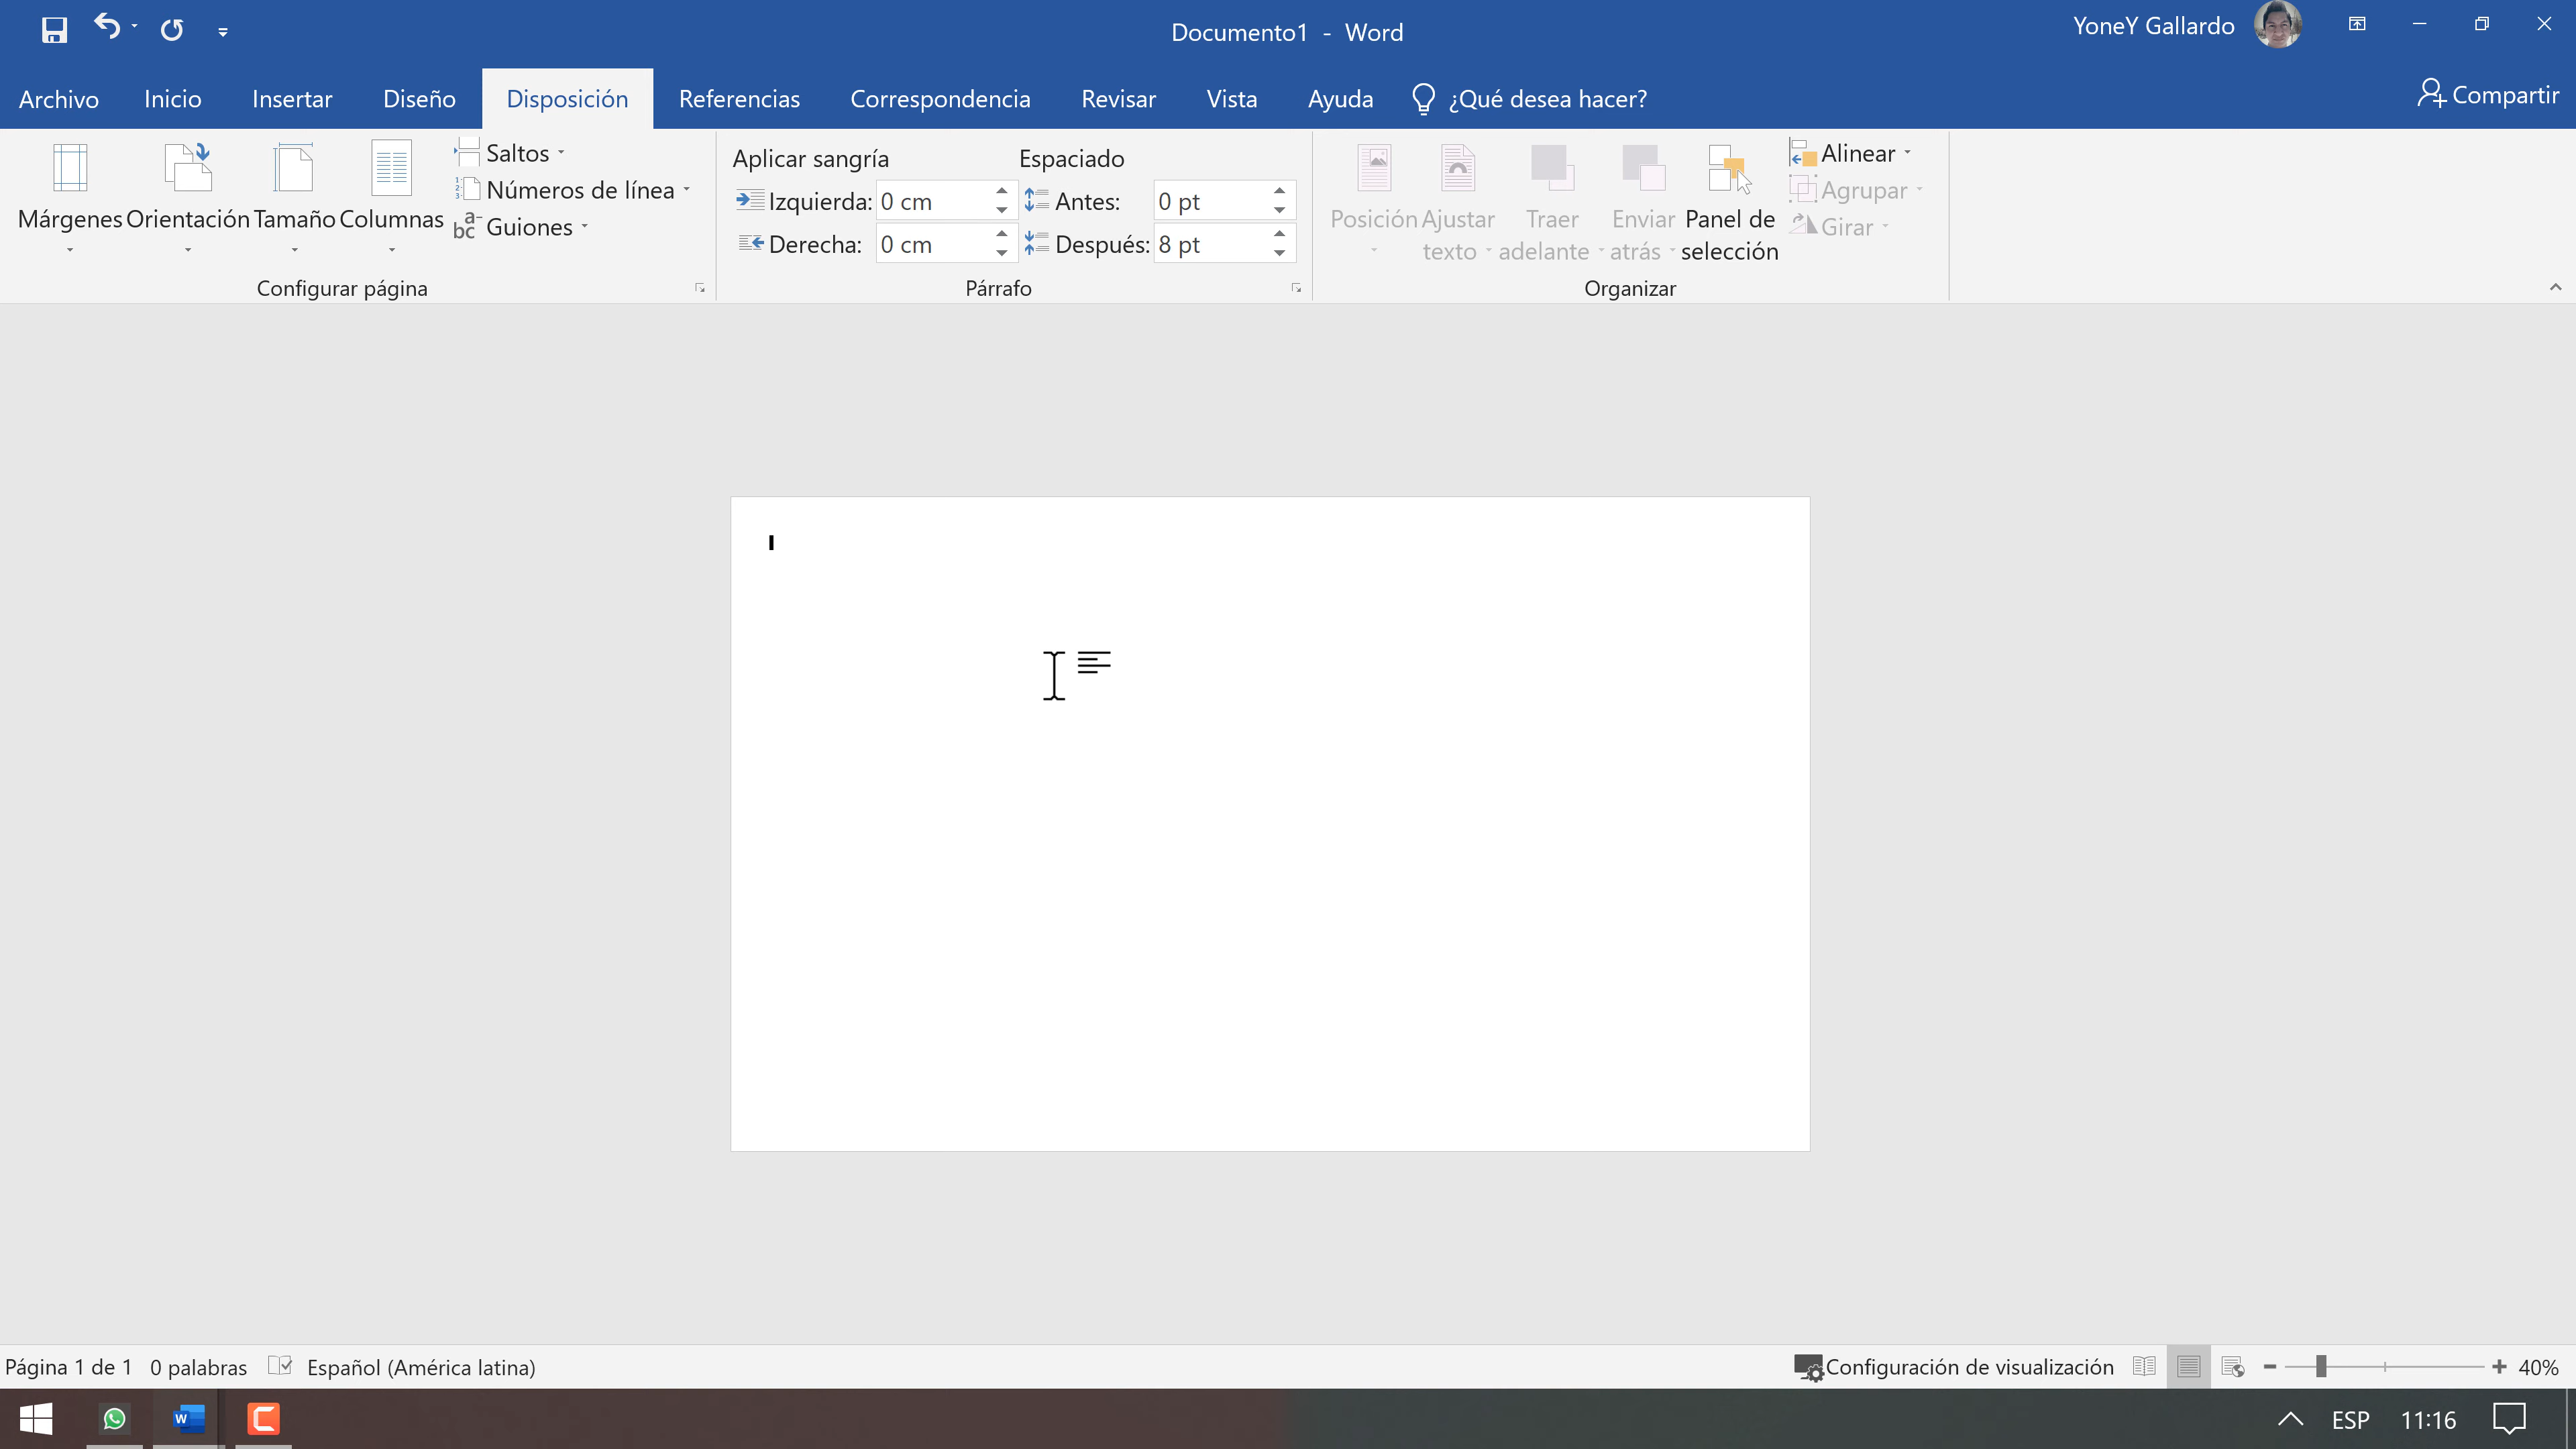 Documento1 - Word
YoneY Gallardo
Archivo Inicio Insertar Diseño Disposición Referencias Correspondencia Revisar Vista Ayuda ¿Qué desea hacer? Compartir
Márgenes Orientación Tamaño Columnas
Saltos
Números de línea
Guiones
Configurar página
Aplicar sangría
Izquierda: 0 cm
Derecha: 0 cm
Espaciado
Antes: 0 pt
Después: 8 pt
Párrafo
Posición
Ajustar texto
Traer adelante
Enviar atrás
Panel de selección
Alinear
Agrupar
Girar
Organizar
Página 1 de 1 0 palabras Español (América latina) Configuración de visualización 40%
ESP 11:16